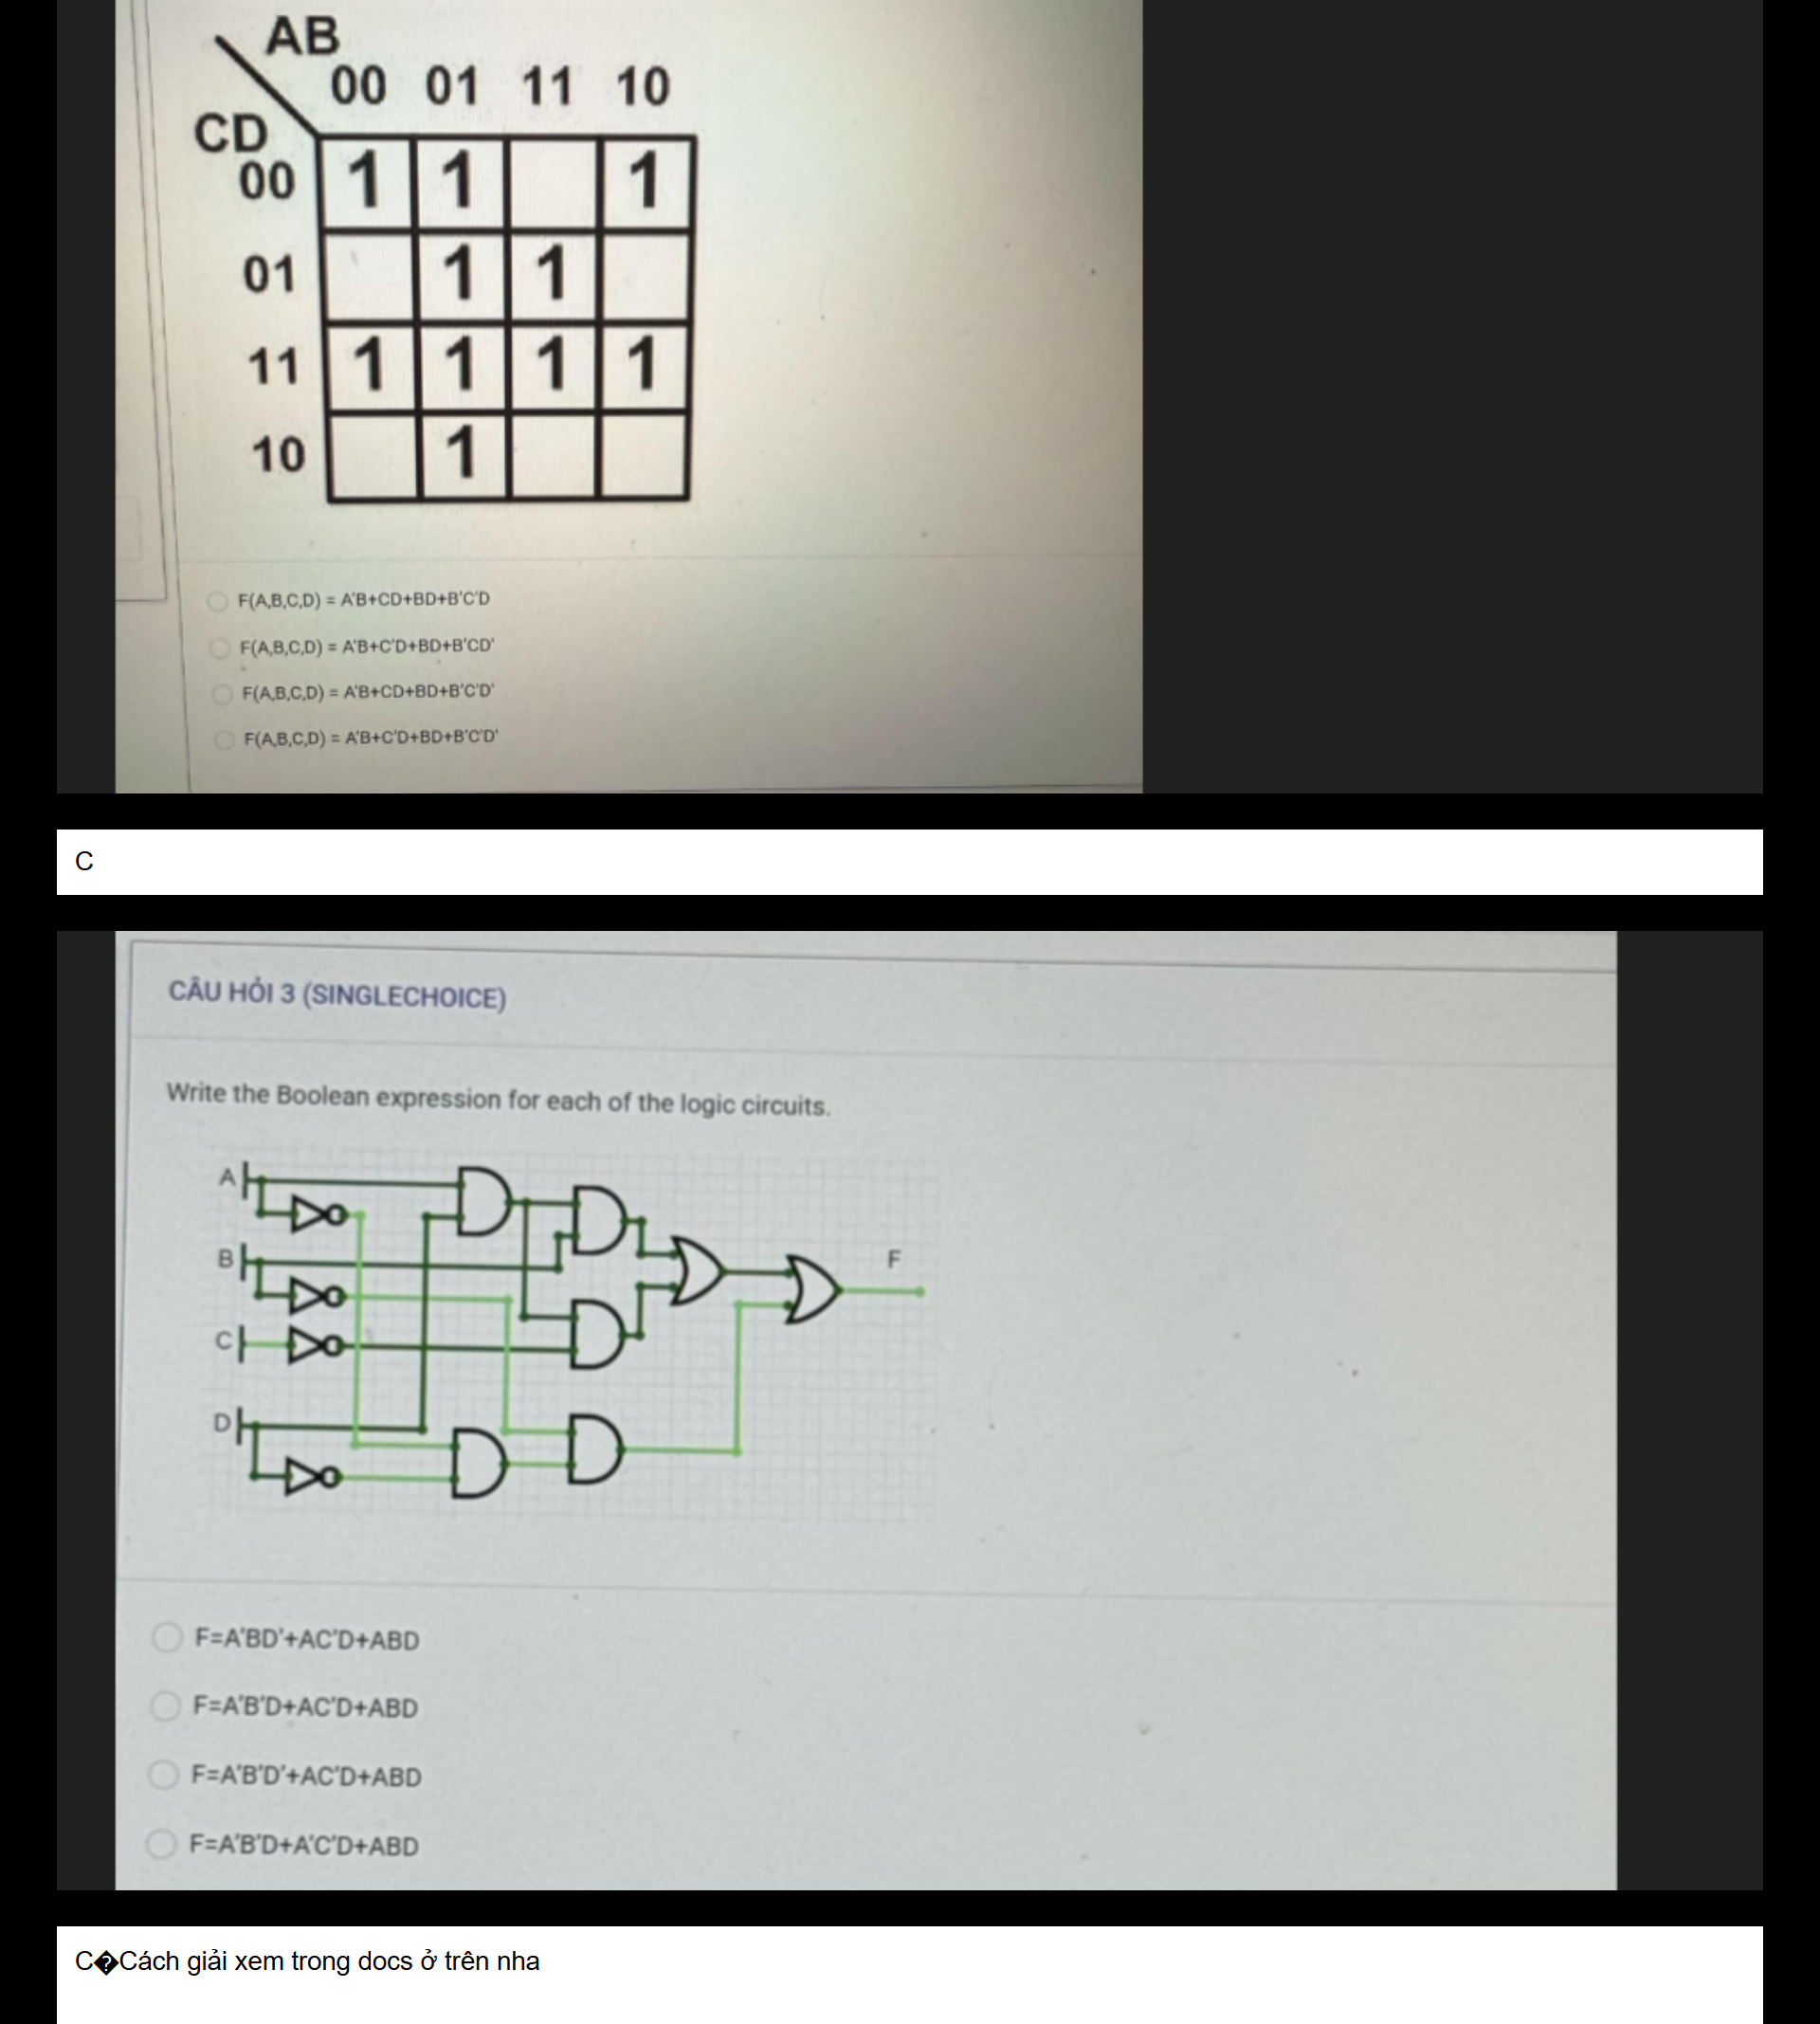 AB
00 01 11 10
CD
00 1 1 1
01 1 1
11 1 1 1 1
10 1
F(A,B,C,D) = A'B+CD+BD+B'C'D
F(A,B,C,D) = A'B+C'D+BD+B'CD'
F(A,B,C,D) = A'B+CD+BD+B'C'D'
F(A,B,C,D) = A'B+C'D+BD+B'C'D'
C
CÂU HỎI 3 (SINGLECHOICE)
Write the Boolean expression for each of the logic circuits.
A
B
F
C
D
F=A'BD'+AC'D+ABD
F=A'B'D+AC'D+ABD
F=A'B'D'+AC'D+ABD
F=A'B'D+A'C'D+ABD
C�Cách giải xem trong docs ở trên nha